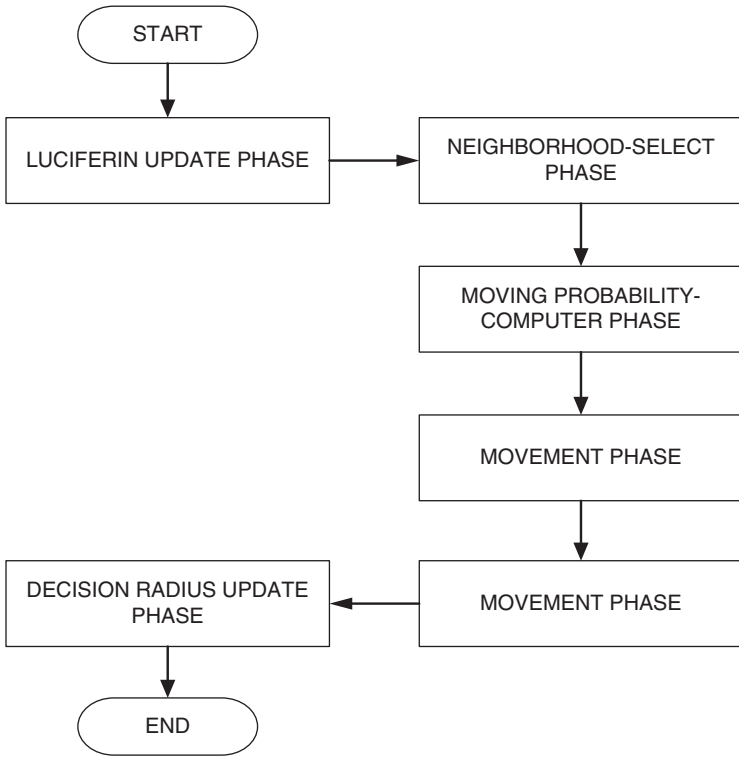 START
LUCIFERIN UPDATE PHASE
NEIGHBORHOOD-SELECT
PHASE
MOVING PROBABILITY-
COMPUTER PHASE
MOVEMENT PHASE
MOVEMENT PHASE
DECISION RADIUS UPDATE
PHASE
END